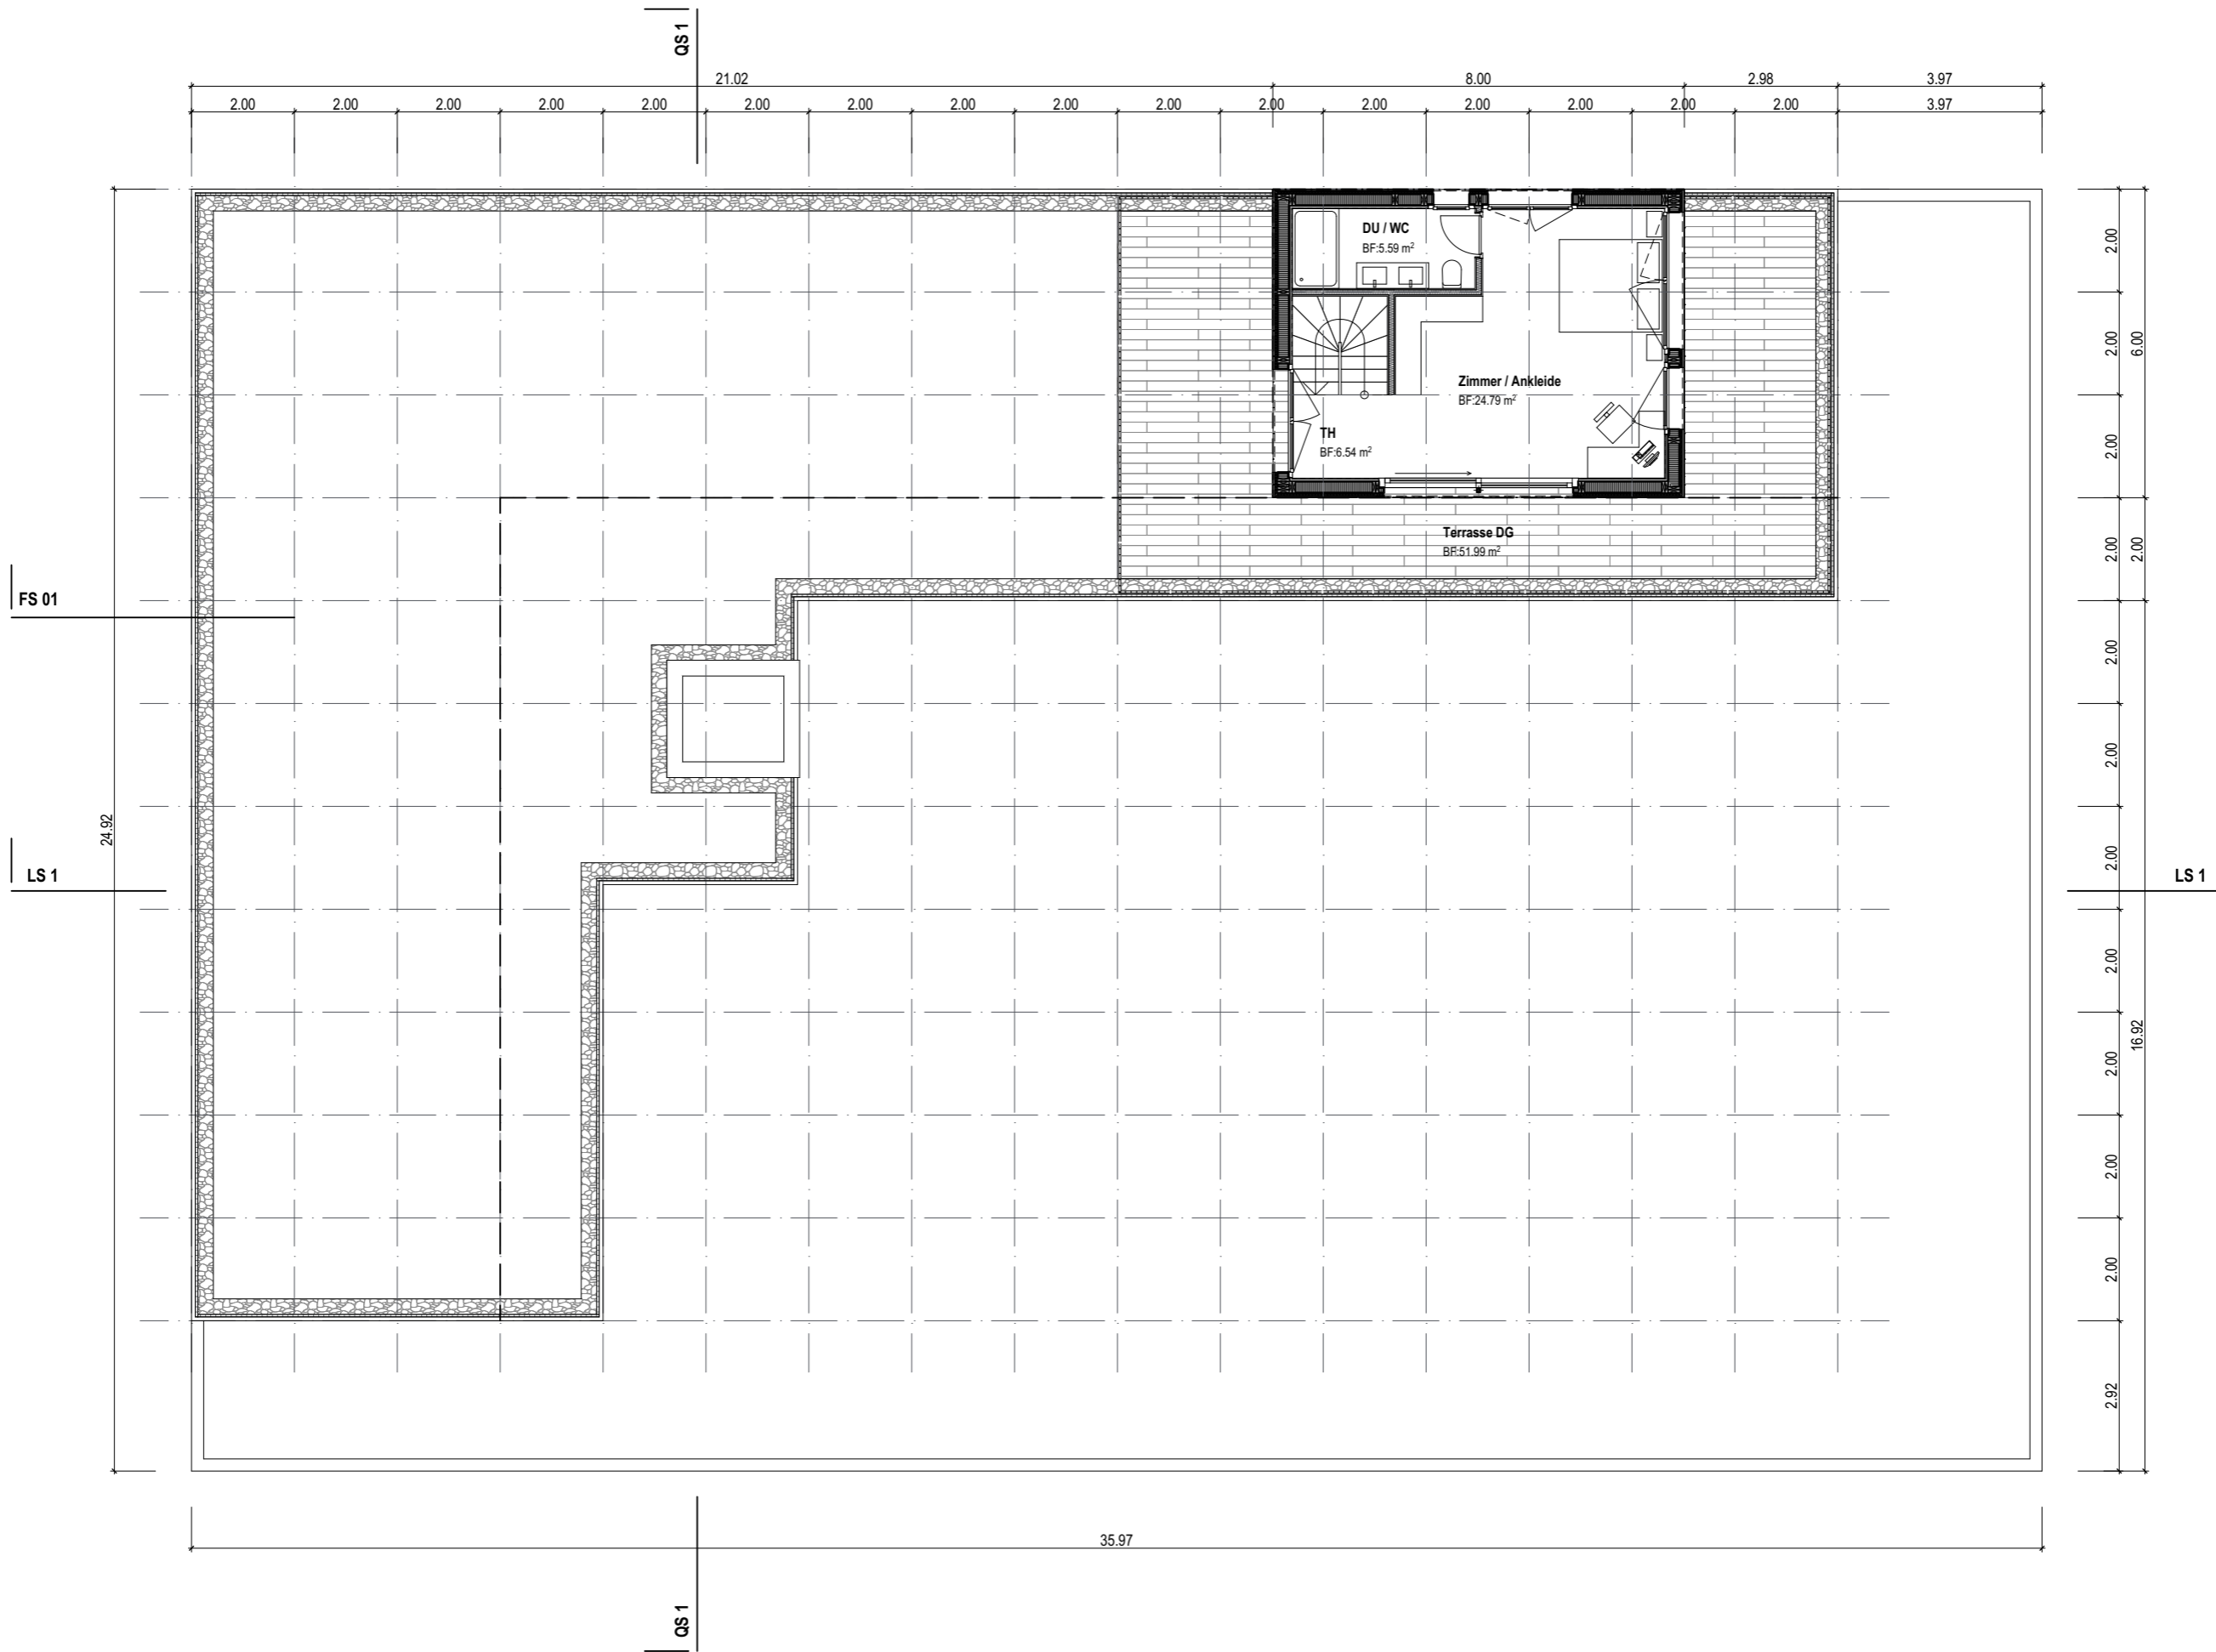 QS 1
21.02 8.00 2.98 3.97
2.00 2.00 2.00 2.00 2.00 2.00 2.00 2.00 2.00 2.00 2.00 2.00 2.00 2.00 2.00 2.00 3.97
DU / WC
BF:5.59 m²
Zimmer / Ankleide
BF:24.79 m²
TH
BF:6.54 m²
Terrasse DG
BF:51.99 m²
2.00
2.00
6.00
2.00
2.00
2.00
FS 01
2.00
2.00
24.92
2.00
LS 1
LS 1
2.00
2.00
16.92
2.00
2.00
2.92
35.97
QS 1